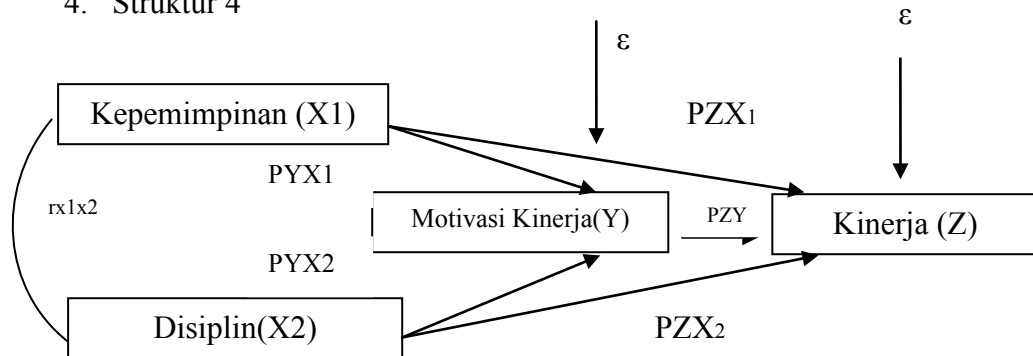 4. Struktur 4
ε
ε
Kepemimpinan (X1)
PZX1
PYX1
rx1x2
Motivasi Kinerja(Y)
PZY
Kinerja (Z)
PYX2
Disiplin(X2)
PZX2